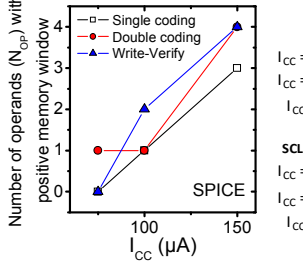 Number of operands (N_OP) with
positive memory window
4
3
2
1
0
Single coding
Double coding
Write-Verify
SPICE
100
150
I_CC (µA)
I_CC =
I_CC =
I_CC
SCL
I_CC =
I_CC =
I_CC